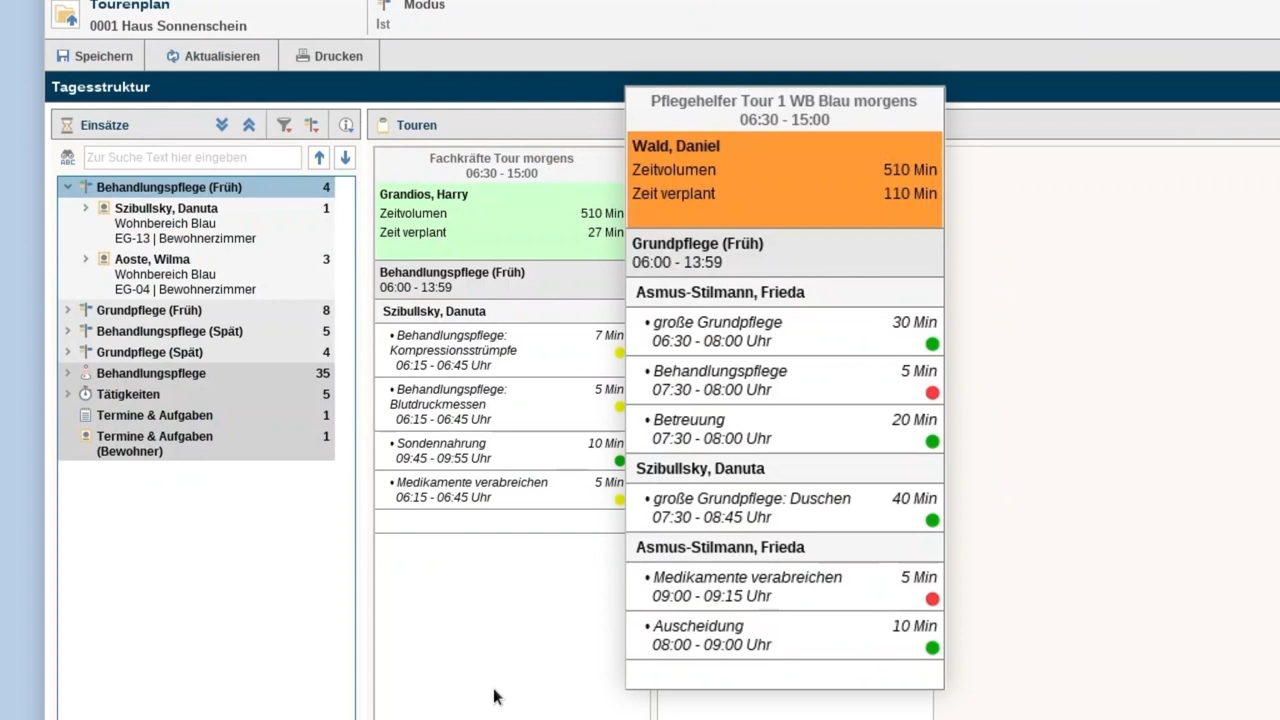 Tourenplan
0001 Haus Sonnenschein
Modus
Ist
Speichern
Aktualisieren
Drucken
Tagesstruktur
Einsätze
ABC
Zur Suche Text hier eingeben
Behandlungspflege (Früh) 4
Szibullsky, Danuta 1
Wohnbereich Blau
EG-13 | Bewohnerzimmer
Aoste, Wilma 3
Wohnbereich Blau
EG-04 | Bewohnerzimmer
Grundpflege (Früh) 8
Behandlungspflege (Spät) 5
Grundpflege (Spät) 4
Behandlungspflege 35
Tätigkeiten 5
Termine & Aufgaben 1
Termine & Aufgaben 1
(Bewohner)
Touren
Fachkräfte Tour morgens
06:30 - 15:00
Grandios, Harry
Zeitvolumen 510 Min
Zeit verplant 27 Min
Behandlungspflege (Früh)
06:00 - 13:59
Szibullsky, Danuta
• Behandlungspflege: 7 Min
Kompressionsstrümpfe
06:15 - 06:45 Uhr
• Behandlungspflege: 5 Min
Blutdruckmessen
06:15 - 06:45 Uhr
• Sondennahrung 10 Min
09:45 - 09:55 Uhr
• Medikamente verabreichen 5 Min
06:15 - 06:45 Uhr
Pflegehelfer Tour 1 WB Blau morgens
06:30 - 15:00
Wald, Daniel
Zeitvolumen 510 Min
Zeit verplant 110 Min
Grundpflege (Früh)
06:00 - 13:59
Asmus-Stilmann, Frieda
• große Grundpflege 30 Min
06:30 - 08:00 Uhr
• Behandlungspflege 5 Min
07:30 - 08:00 Uhr
• Betreuung 20 Min
07:30 - 08:00 Uhr
Szibullsky, Danuta
• große Grundpflege: Duschen 40 Min
07:30 - 08:45 Uhr
Asmus-Stilmann, Frieda
• Medikamente verabreichen 5 Min
09:00 - 09:15 Uhr
• Auscheidung 10 Min
08:00 - 09:00 Uhr